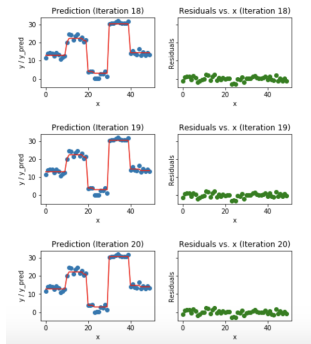 Prediction (Iteration 18)
Residuals vs. x (Iteration 18)
y / y_pred
30
20
10
0
0
20
40
x
Residuals
0
20
40
x
Prediction (Iteration 19)
Residuals vs. x (Iteration 19)
y / y_pred
30
20
10
0
0
20
40
x
Residuals
0
20
40
x
Prediction (Iteration 20)
Residuals vs. x (Iteration 20)
y / y_pred
30
20
10
0
0
20
40
x
Residuals
0
20
40
x